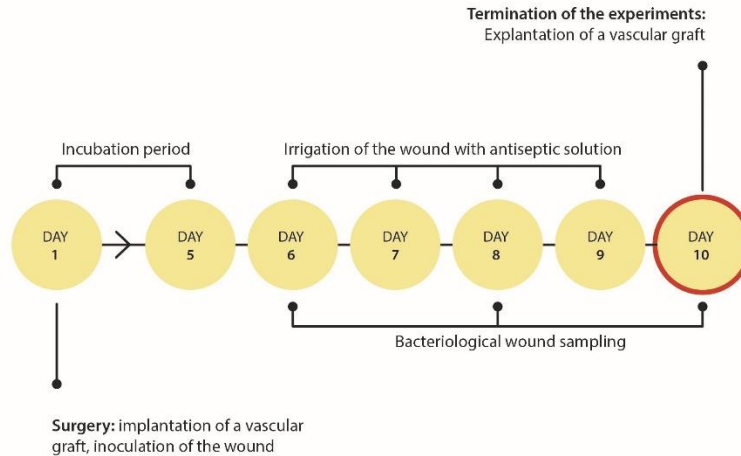 Termination of the experiments:
Explantation of a vascular graft
Incubation period
Irrigation of the wound with antiseptic solution
DAY
1
DAY
5
DAY
6
DAY
7
DAY
8
DAY
9
DAY
10
Bacteriological wound sampling
Surgery: implantation of a vascular
graft, inoculation of the wound